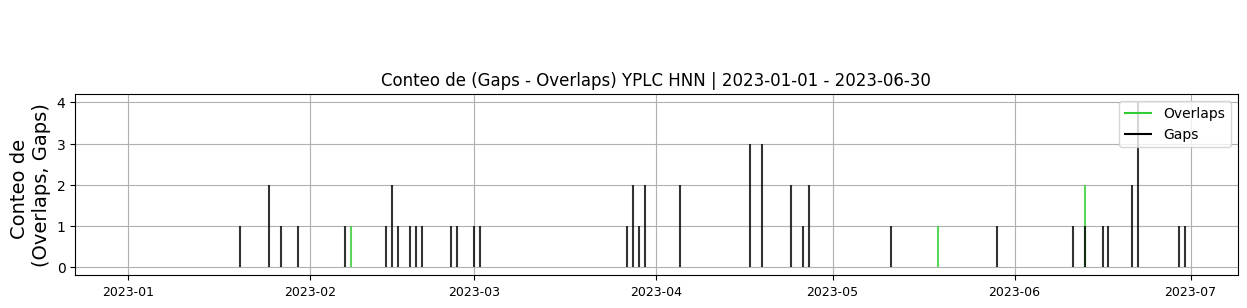 Conteo de (Gaps - Overlaps) YPLC HNN | 2023-01-01 - 2023-06-30
Conteo de
(Overlaps, Gaps)
4
3
2
1
0
Overlaps
Gaps
2023-01
2023-02
2023-03
2023-04
2023-05
2023-06
2023-07